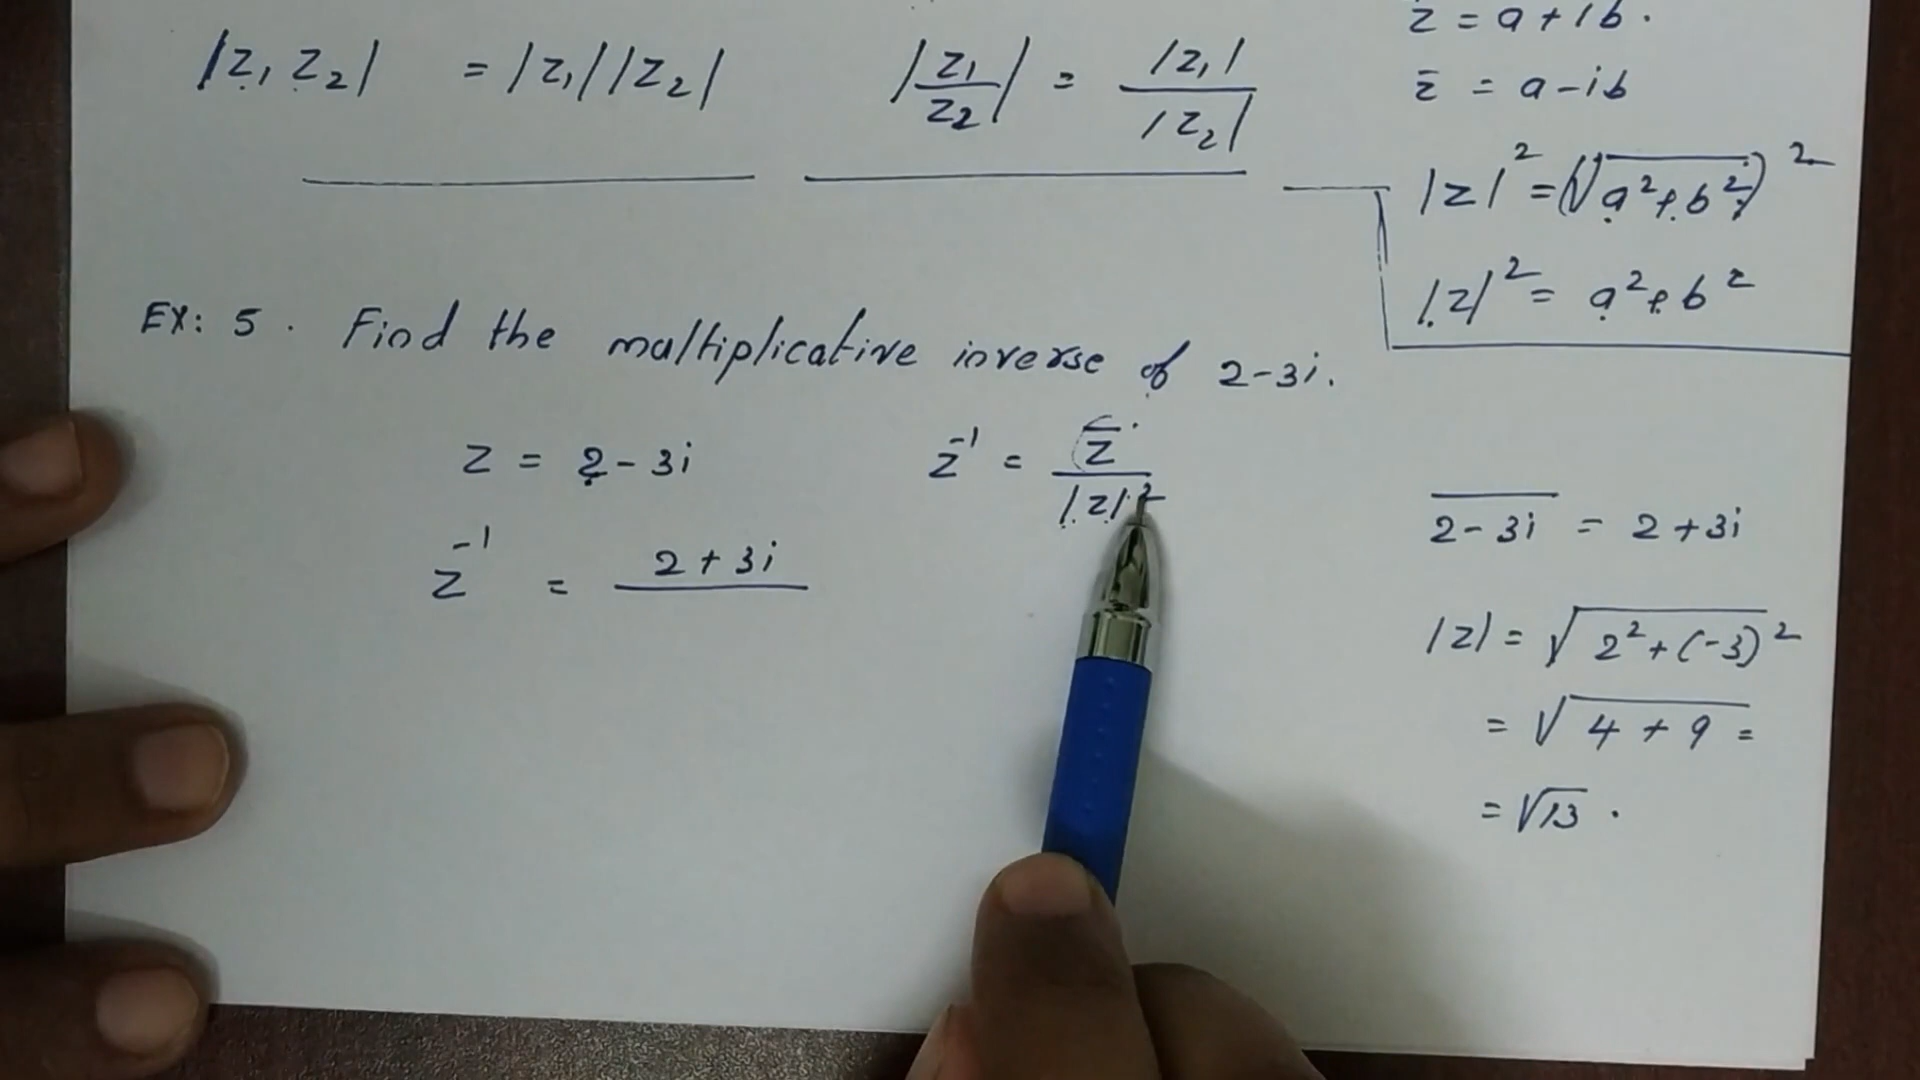 |z₁ z₂| = |z₁| |z₂|
|z₁/z₂| = |z₁|/|z₂|
z = a + ib.
z̄ = a - ib
|z|² = (√(a² + b²))²
|z|² = a² + b²
EX: 5. Find the multiplicative inverse of 2-3i.
z = 2 - 3i
z⁻¹ = z̄/|z|²
z⁻¹ = 2 + 3i
‾2 - 3i‾ = 2 + 3i
|z| = √(2² + (-3)²)
= √(4 + 9) =
= √13.